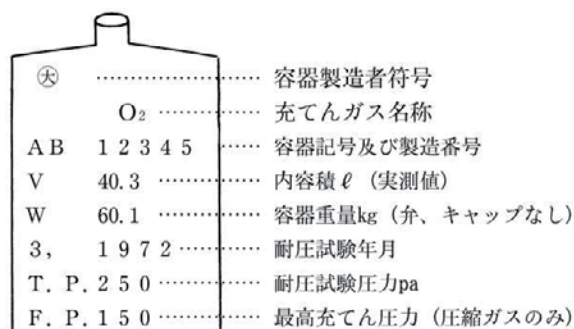 大 容器製造者符号
O2 充てんガス名称
AB 12345 容器記号及び製造番号
V 40.3 内容積ℓ（実測値）
W 60.1 容器重量kg（弁、キャップなし）
3, 1972 耐圧試験年月
T. P. 250 耐圧試験圧力pa
F. P. 150 最高充てん圧力（圧縮ガスのみ）